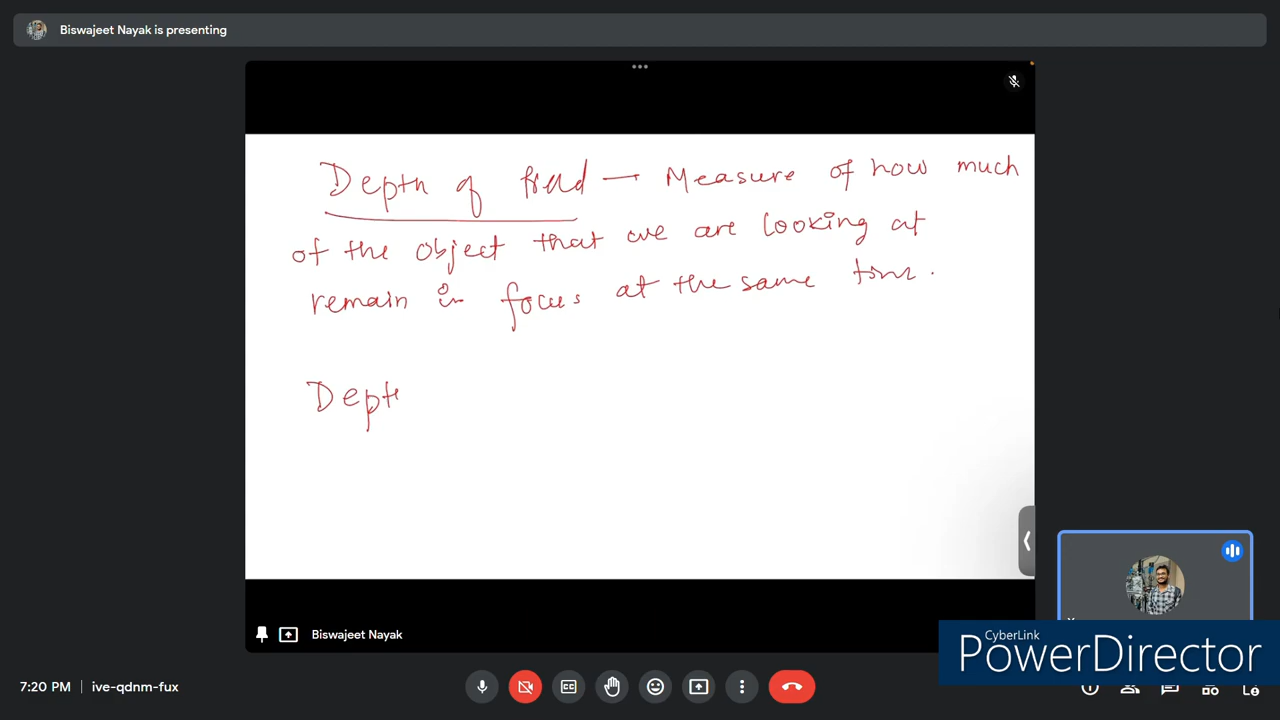 Biswajeet Nayak is presenting
Depth of field — Measure of how much
of the object that we are looking at
remain in focus at the same time.
Dept
Biswajeet Nayak
CyberLink
PowerDirector
7:20 PM | ive-qdnm-fux